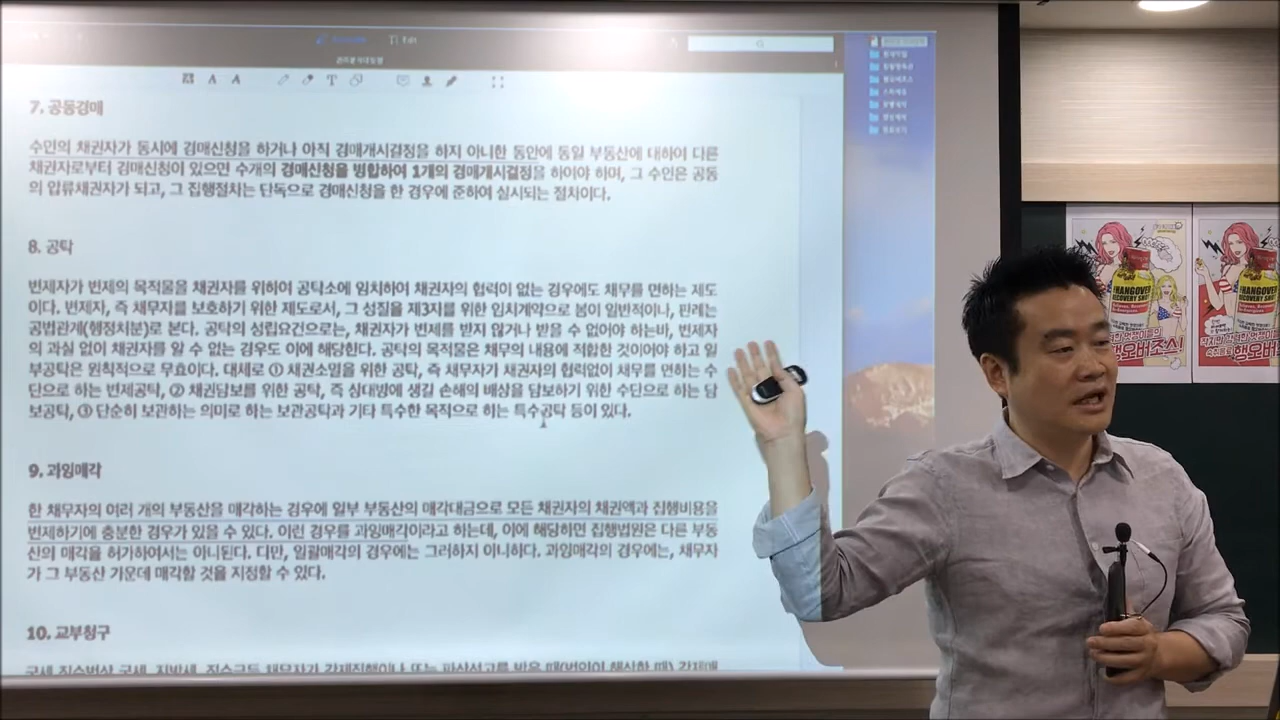 7. 공동경매
수인의 채권자가 동시에 경매신청을 하거나 아직 경매개시결정을 하지 아니한 동안에 동일 부동산에 대하여 다른
채권자로부터 경매신청이 있으면 수개의 경매신청을 병합하여 1개의 경매개시결정을 하여야 하며, 그 수인은 공동
의 압류채권자가 되고, 그 집행절차는 단독으로 경매신청을 한 경우에 준하여 실시되는 절차이다.
8. 공탁
변제자가 변제의 목적물을 채권자를 위하여 공탁소에 임치하여 채권자의 협력이 없는 경우에도 채무를 면하는 제도
이다. 변제자, 즉 채무자를 보호하기 위한 제도로서, 그 성질을 제3자를 위한 임치계약으로 봄이 일반적이나, 판례는
공법관계(행정처분)로 본다. 공탁의 성립요건으로는, 채권자가 변제를 받지 않거나 받을 수 없어야 하는바, 변제자
의 과실 없이 채권자를 알 수 없는 경우도 이에 해당한다. 공탁의 목적물은 채무의 내용에 적합한 것이어야 하고 일
부공탁은 원칙적으로 무효이다. 대체로 ① 채권소멸을 위한 공탁, 즉 채무자가 채권자의 협력없이 채무를 면하는 수
단으로 하는 변제공탁, ② 채권담보를 위한 공탁, 즉 상대방에 생길 손해의 배상을 담보하기 위한 수단으로 하는 담
보공탁, ③ 단순히 보관하는 의미로 하는 보관공탁과 기타 특수한 목적으로 하는 특수공탁 등이 있다.
9. 과잉매각
한 채무자의 여러 개의 부동산을 매각하는 경우에 일부 부동산의 매각대금으로 모든 채권자의 채권액과 집행비용을
변제하기에 충분한 경우가 있을 수 있다. 이런 경우를 과잉매각이라고 하는데, 이에 해당하면 집행법원은 다른 부동
산의 매각을 허가하여서는 아니된다. 다만, 일괄매각의 경우에는 그러하지 아니하다. 과잉매각의 경우에는, 채무자
가 그 부동산 가운데 매각할 것을 지정할 수 있다.
10. 교부청구
HANGOVER
RECOVERY